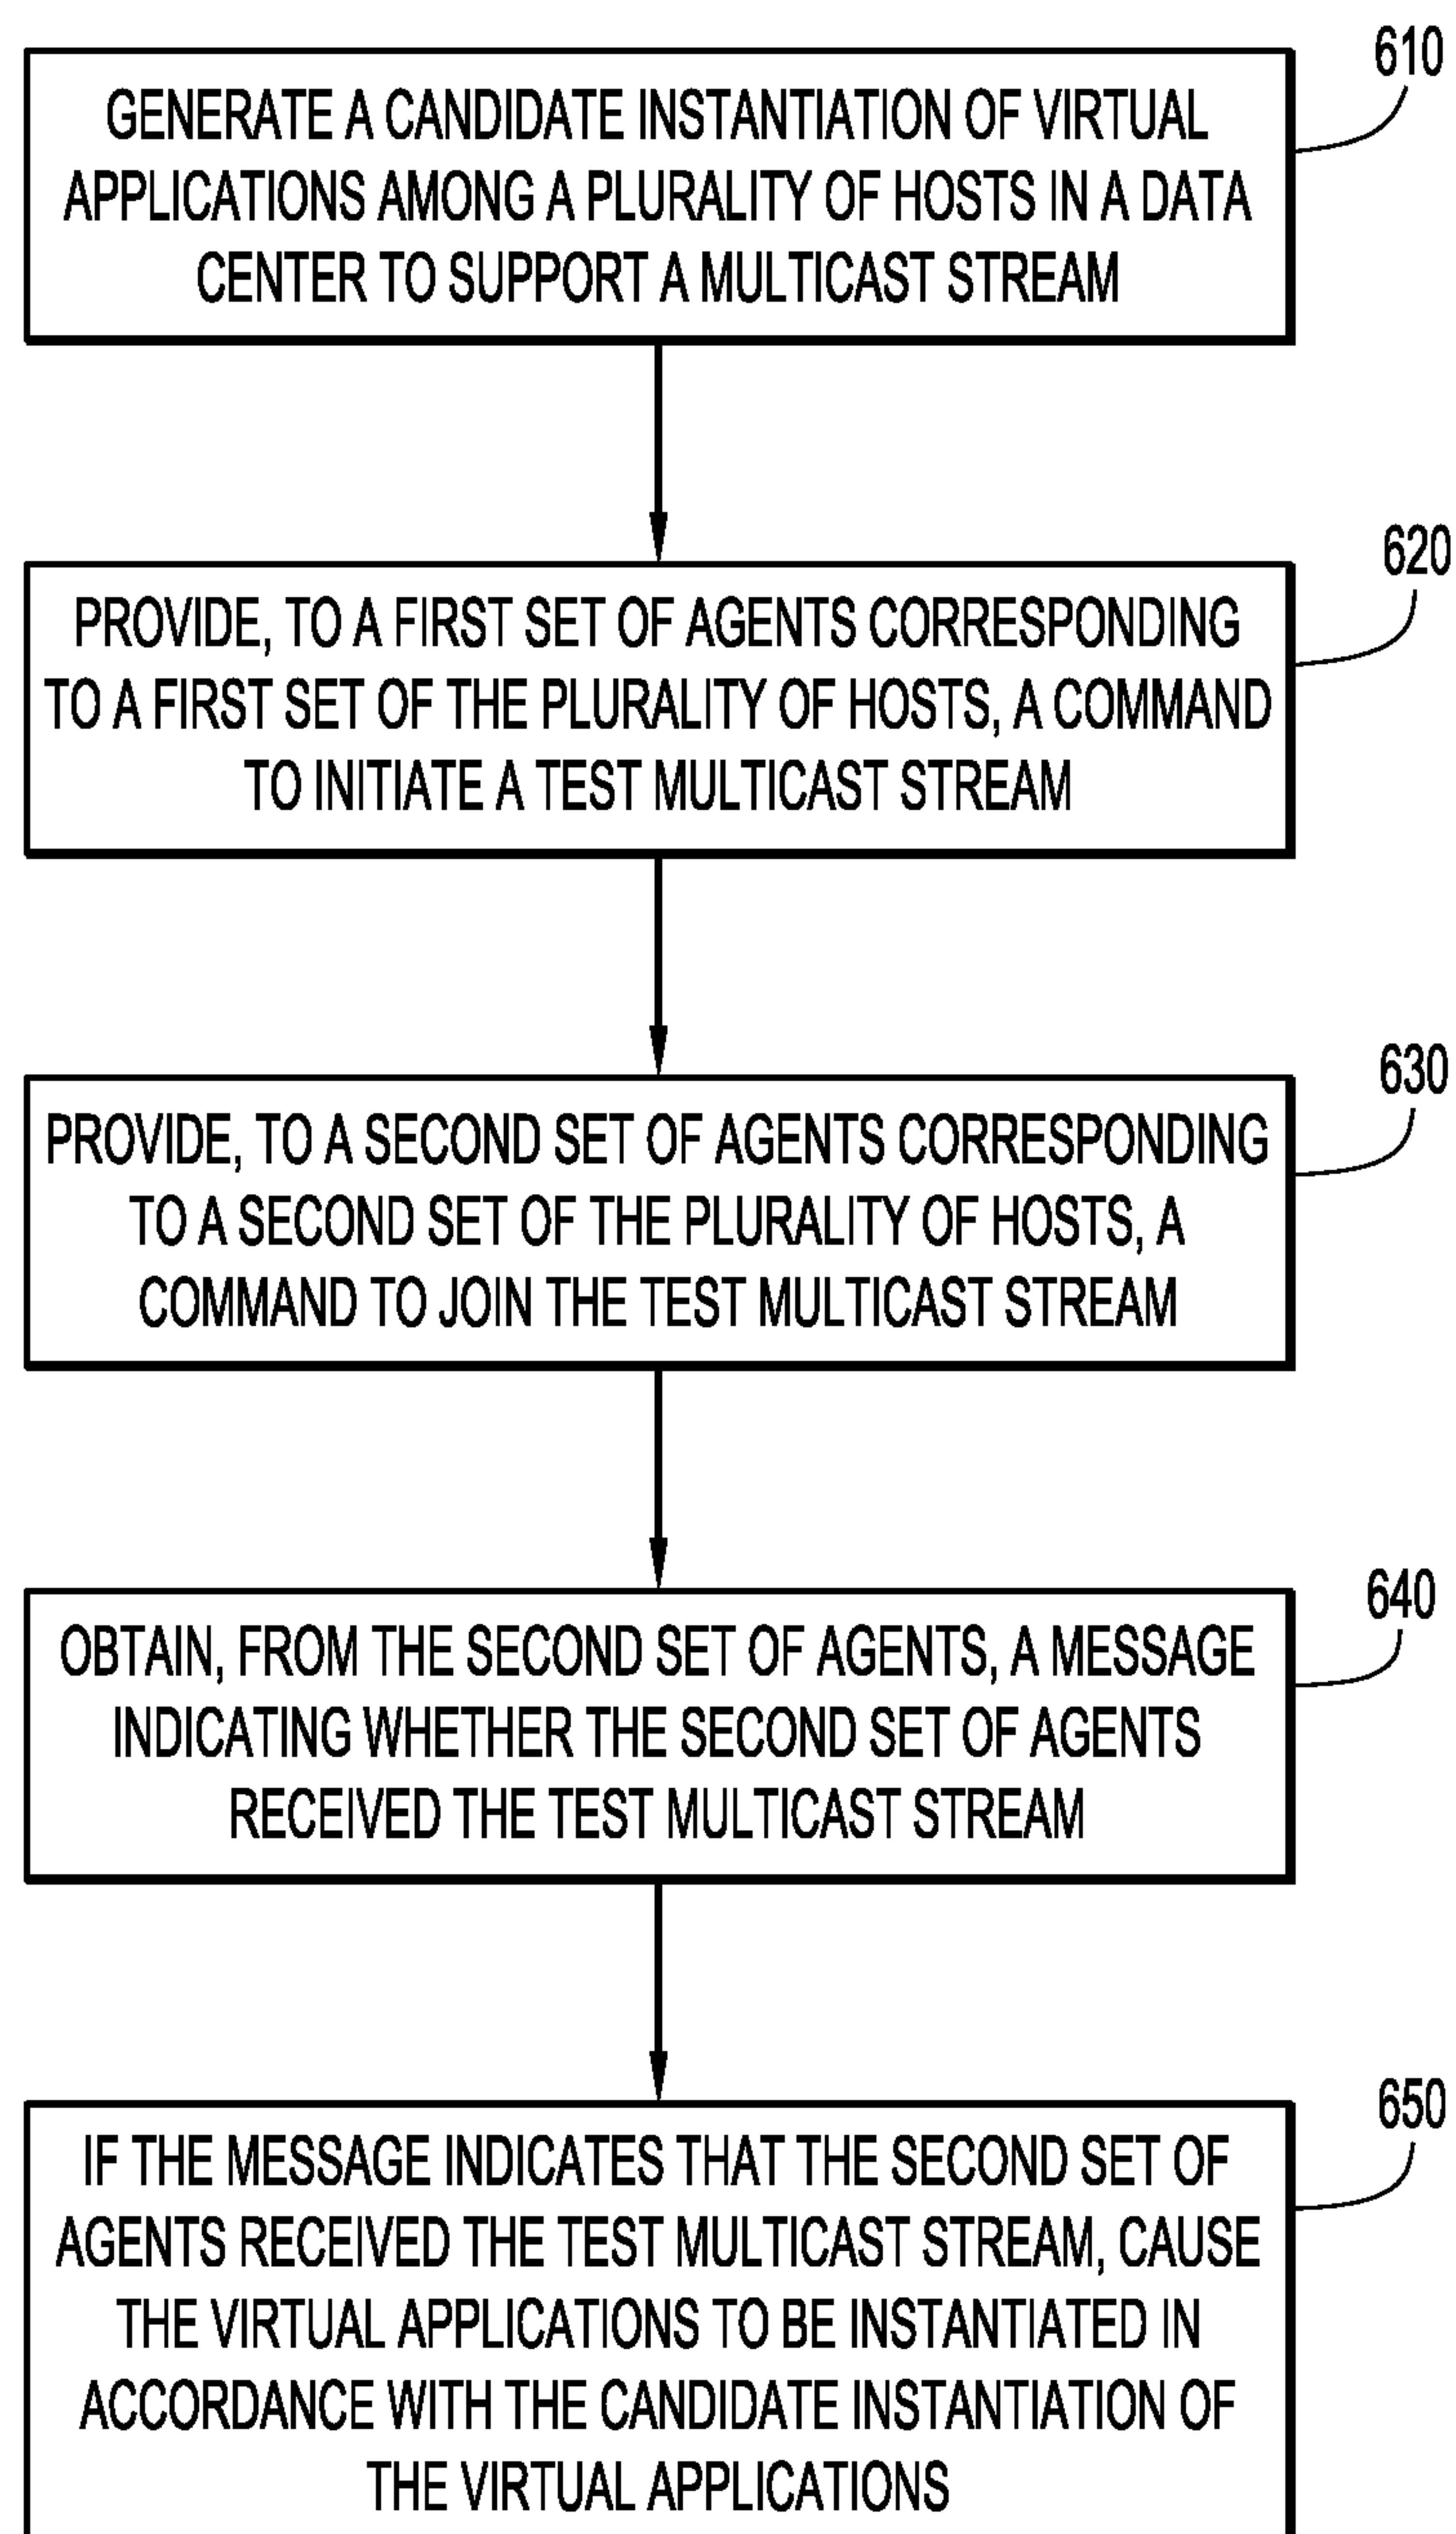 610
GENERATE A CANDIDATE INSTANTIATION OF VIRTUAL
APPLICATIONS AMONG A PLURALITY OF HOSTS IN A DATA
CENTER TO SUPPORT A MULTICAST STREAM
620
PROVIDE, TO A FIRST SET OF AGENTS CORRESPONDING
TO A FIRST SET OF THE PLURALITY OF HOSTS, A COMMAND
TO INITIATE A TEST MULTICAST STREAM
630
PROVIDE, TO A SECOND SET OF AGENTS CORRESPONDING
TO A SECOND SET OF THE PLURALITY OF HOSTS, A
COMMAND TO JOIN THE TEST MULTICAST STREAM
640
OBTAIN, FROM THE SECOND SET OF AGENTS, A MESSAGE
INDICATING WHETHER THE SECOND SET OF AGENTS
RECEIVED THE TEST MULTICAST STREAM
650
IF THE MESSAGE INDICATES THAT THE SECOND SET OF
AGENTS RECEIVED THE TEST MULTICAST STREAM, CAUSE
THE VIRTUAL APPLICATIONS TO BE INSTANTIATED IN
ACCORDANCE WITH THE CANDIDATE INSTANTIATION OF
THE VIRTUAL APPLICATIONS